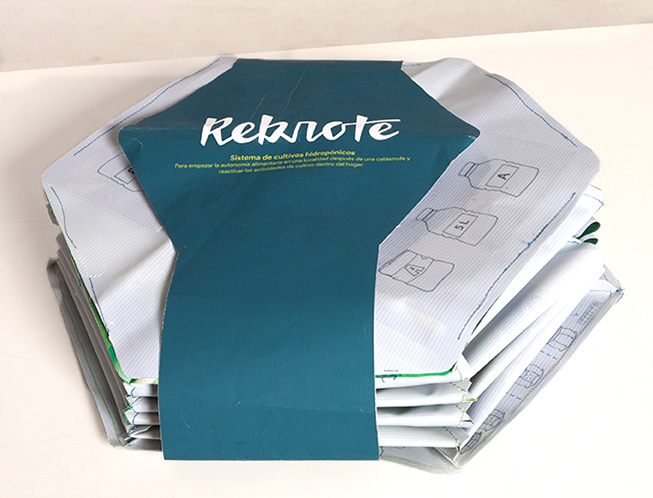 Rebrote
Sistema de cultivos hidropónicos
Para empezar la autonomía alimentaria en una localidad después de una catástrofe y
reactivar las actividades de cultivo dentro del hogar
A
5L
A